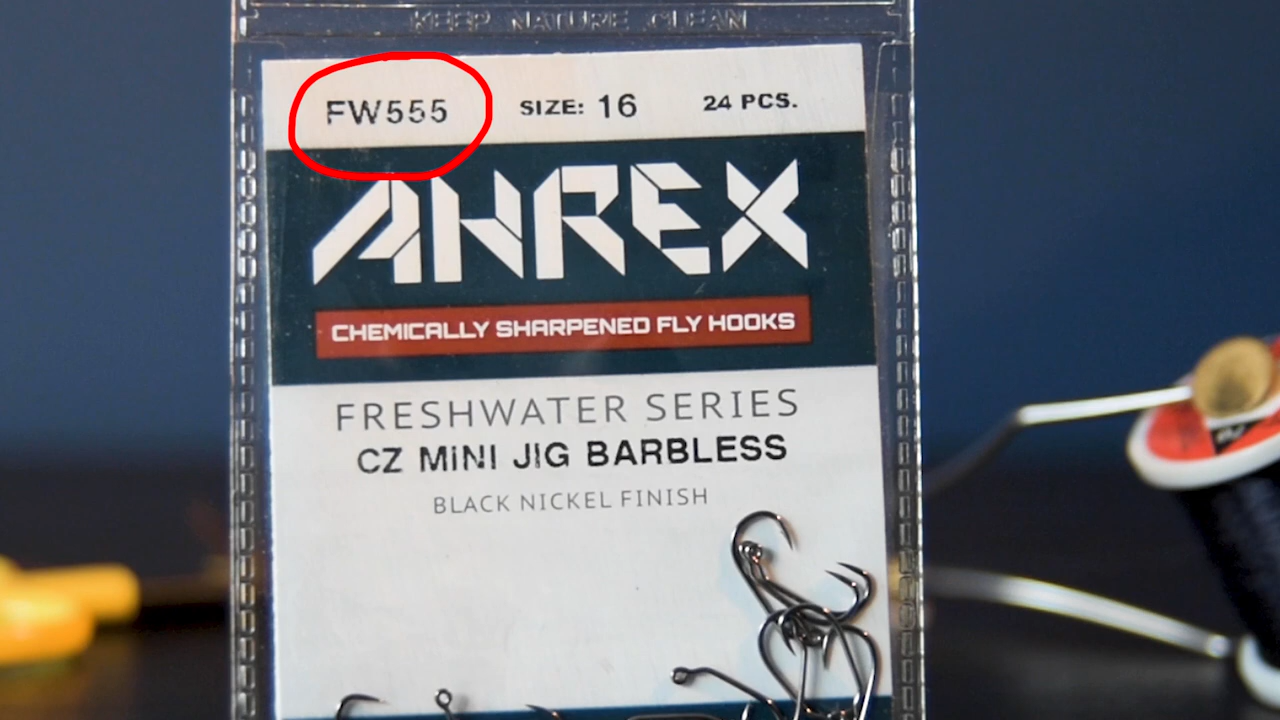 KEEP NATURE CLEAN
FW555 SIZE: 16 24 PCS.
AHREX
CHEMICALLY SHARPENED FLY HOOKS
FRESHWATER SERIES
CZ MiNI JIG BARBLESS
BLACK NICKEL FINISH